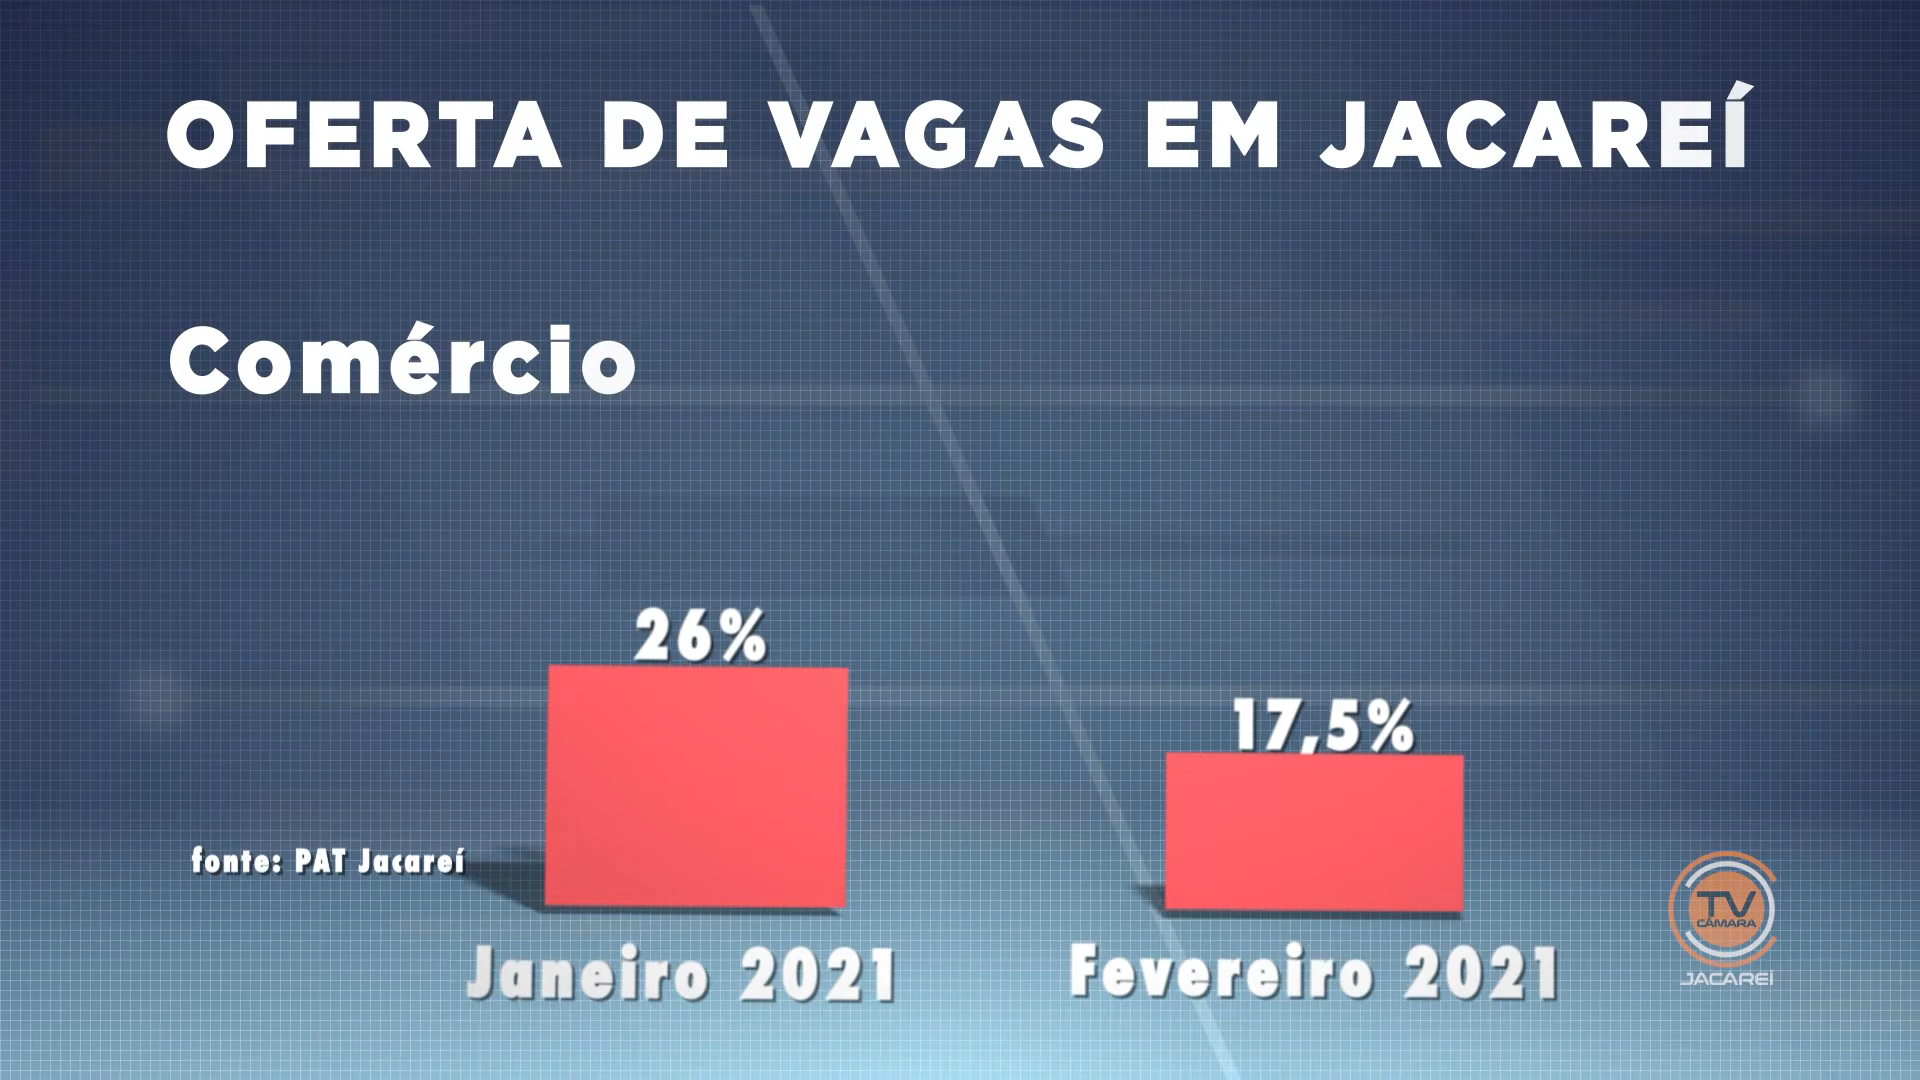 OFERTA DE VAGAS EM JACAREÍ
Comércio
26%
17,5%
fonte: PAT Jacareí
Janeiro 2021
Fevereiro 2021
TV
CÂMARA
JACAREÍ